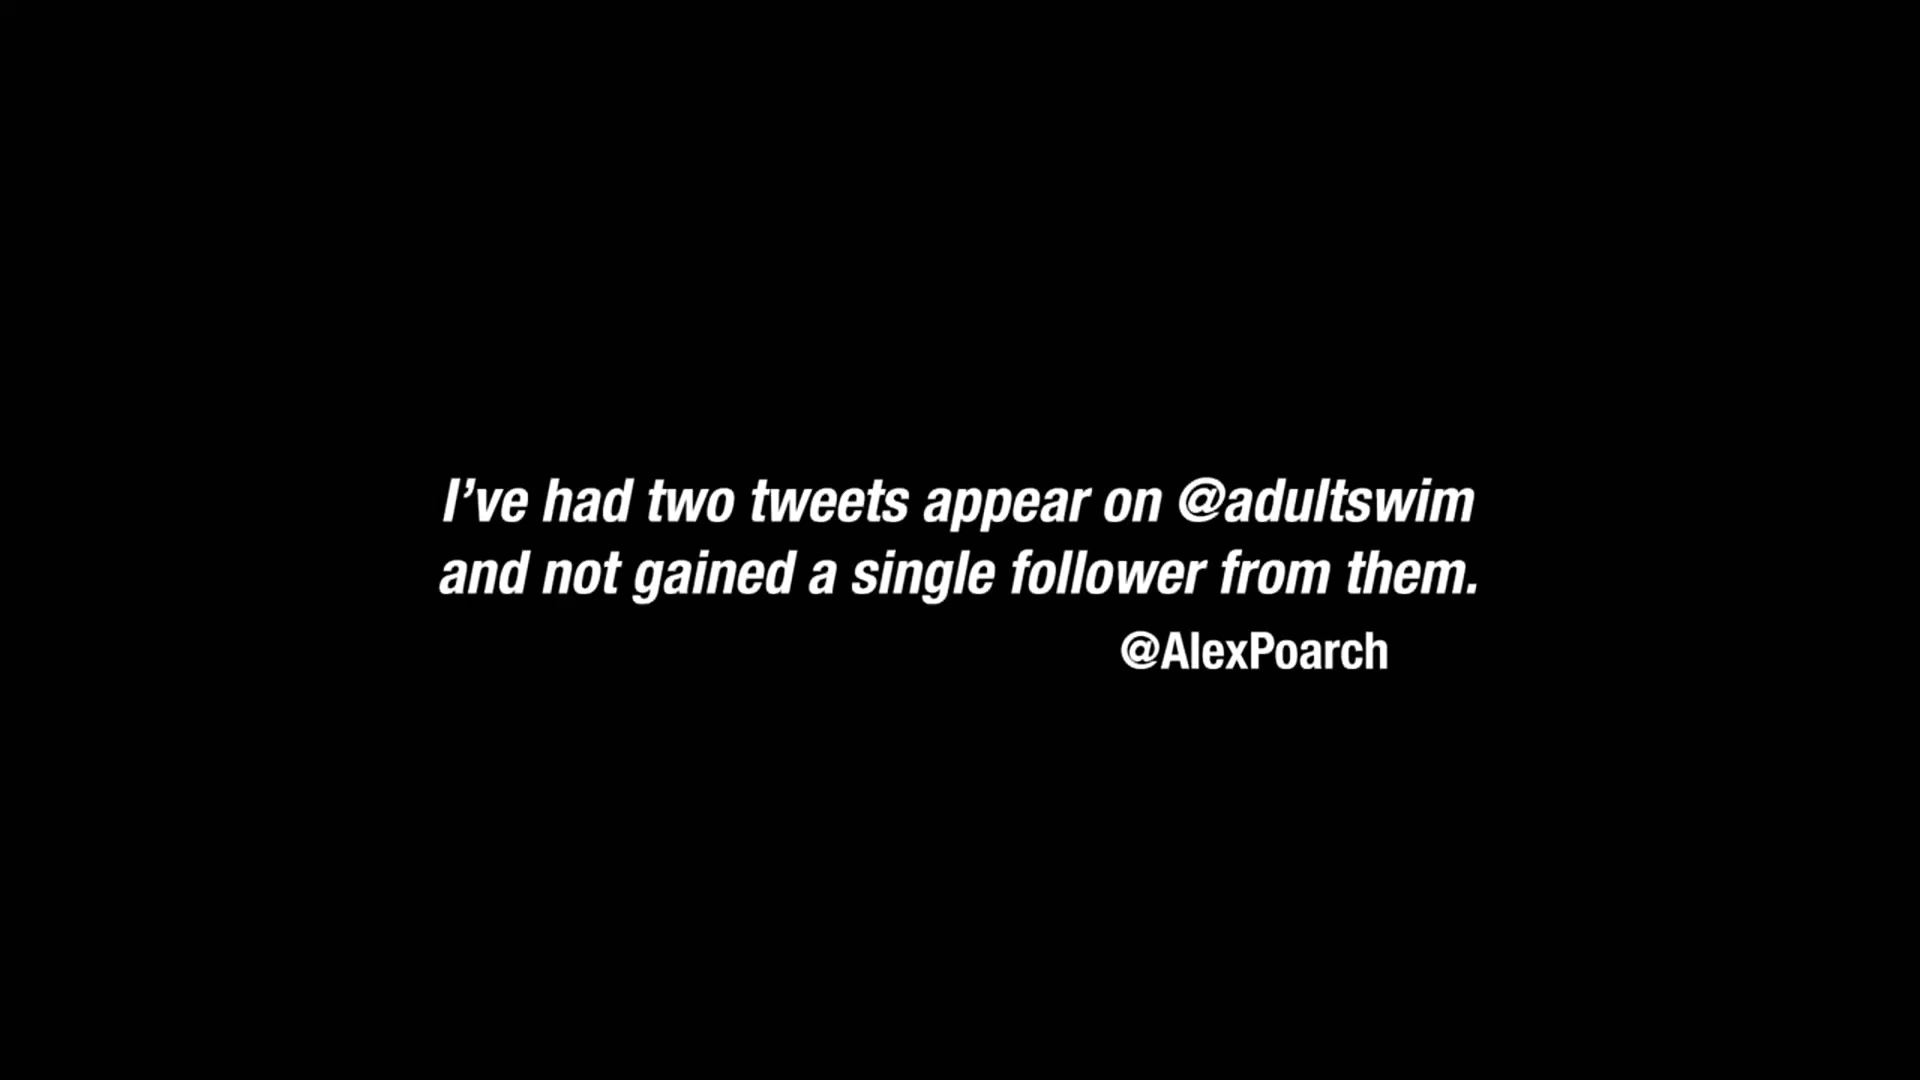 I’ve had two tweets appear on @adultswim
and not gained a single follower from them.
@AlexPoarch